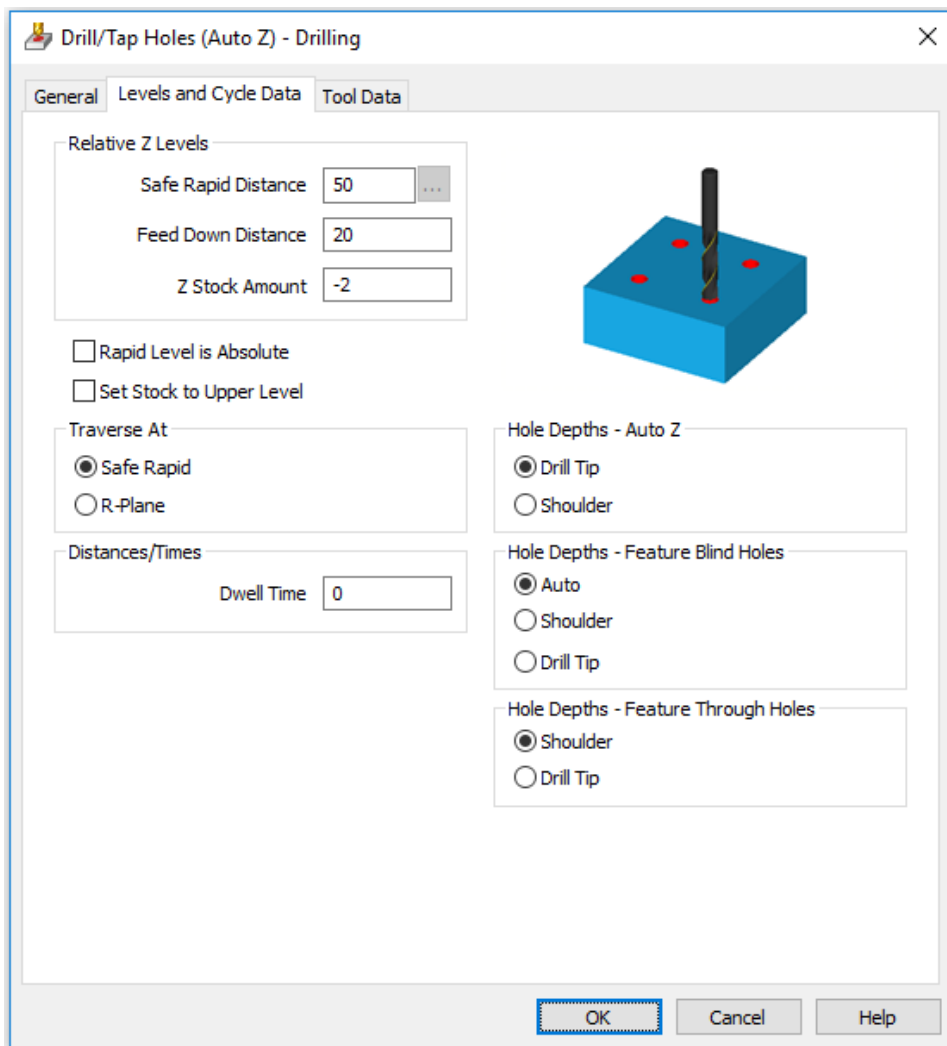 Drill/Tap Holes (Auto Z) - Drilling
General Levels and Cycle Data Tool Data
Relative Z Levels
Safe Rapid Distance 50 ...
Feed Down Distance 20
Z Stock Amount -2
Rapid Level is Absolute
Set Stock to Upper Level
Traverse At
Safe Rapid
R-Plane
Distances/Times
Dwell Time 0
Hole Depths - Auto Z
Drill Tip
Shoulder
Hole Depths - Feature Blind Holes
Auto
Shoulder
Drill Tip
Hole Depths - Feature Through Holes
Shoulder
Drill Tip
OK Cancel Help